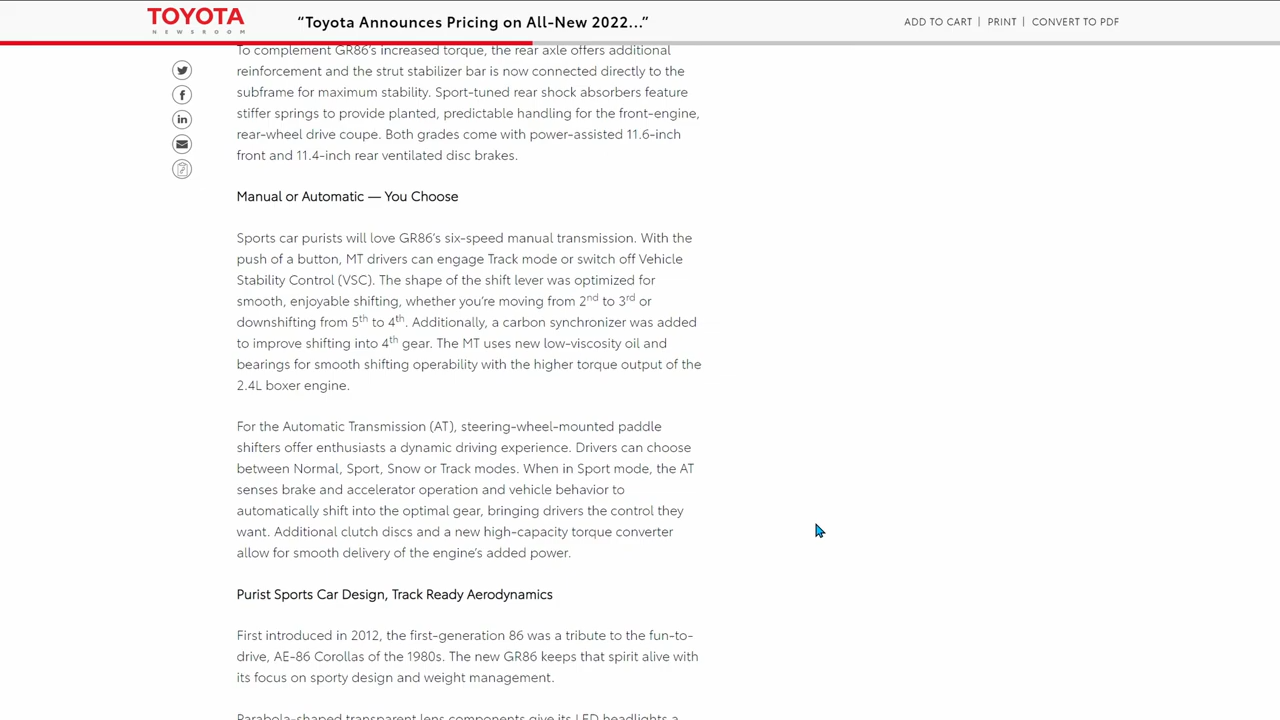 TOYOTA
NEWSROOM
“Toyota Announces Pricing on All-New 2022...”
ADD TO CART | PRINT | CONVERT TO PDF
To complement GR86’s increased torque, the rear axle offers additional
reinforcement and the strut stabilizer bar is now connected directly to the
subframe for maximum stability. Sport-tuned rear shock absorbers feature
stiffer springs to provide planted, predictable handling for the front-engine,
rear-wheel drive coupe. Both grades come with power-assisted 11.6-inch
front and 11.4-inch rear ventilated disc brakes.
Manual or Automatic — You Choose
Sports car purists will love GR86’s six-speed manual transmission. With the
push of a button, MT drivers can engage Track mode or switch off Vehicle
Stability Control (VSC). The shape of the shift lever was optimized for
smooth, enjoyable shifting, whether you’re moving from 2nd to 3rd or
downshifting from 5th to 4th. Additionally, a carbon synchronizer was added
to improve shifting into 4th gear. The MT uses new low-viscosity oil and
bearings for smooth shifting operability with the higher torque output of the
2.4L boxer engine.
For the Automatic Transmission (AT), steering-wheel-mounted paddle
shifters offer enthusiasts a dynamic driving experience. Drivers can choose
between Normal, Sport, Snow or Track modes. When in Sport mode, the AT
senses brake and accelerator operation and vehicle behavior to
automatically shift into the optimal gear, bringing drivers the control they
want. Additional clutch discs and a new high-capacity torque converter
allow for smooth delivery of the engine’s added power.
Purist Sports Car Design, Track Ready Aerodynamics
First introduced in 2012, the first-generation 86 was a tribute to the fun-to-
drive, AE-86 Corollas of the 1980s. The new GR86 keeps that spirit alive with
its focus on sporty design and weight management.
Parabola-shaped transparent lens components give its LED headlights a